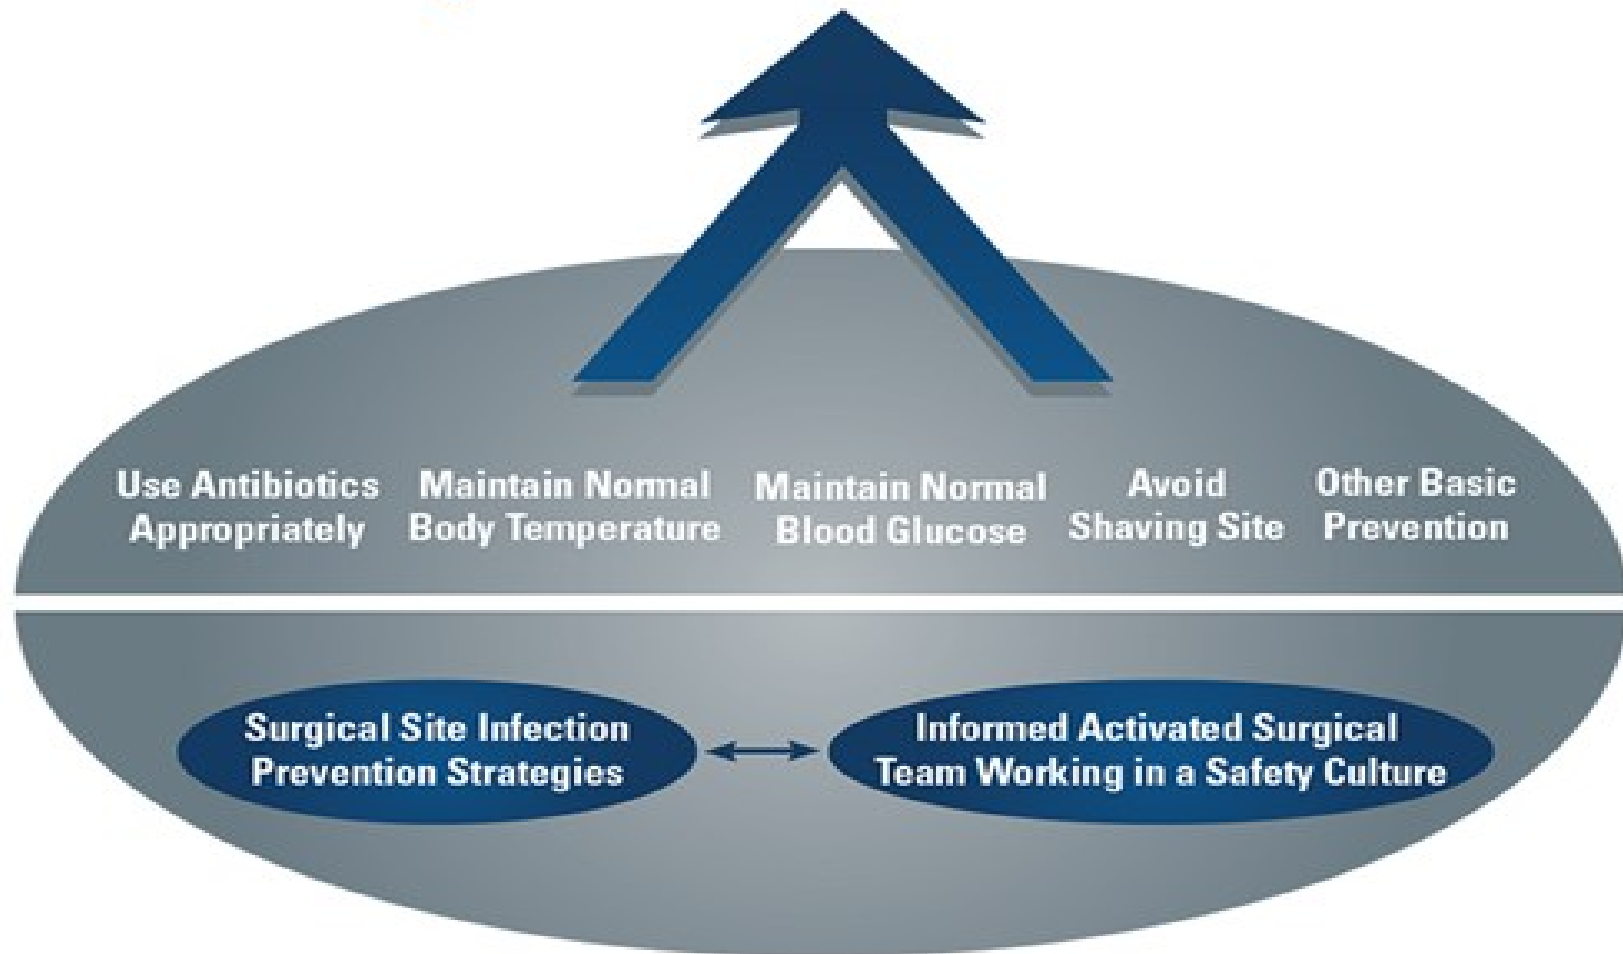 Use Antibiotics
Appropriately
Maintain Normal
Body Temperature
Maintain Normal
Blood Glucose
Avoid
Shaving Site
Other Basic
Prevention
Surgical Site Infection
Prevention Strategies
Informed Activated Surgical
Team Working in a Safety Culture